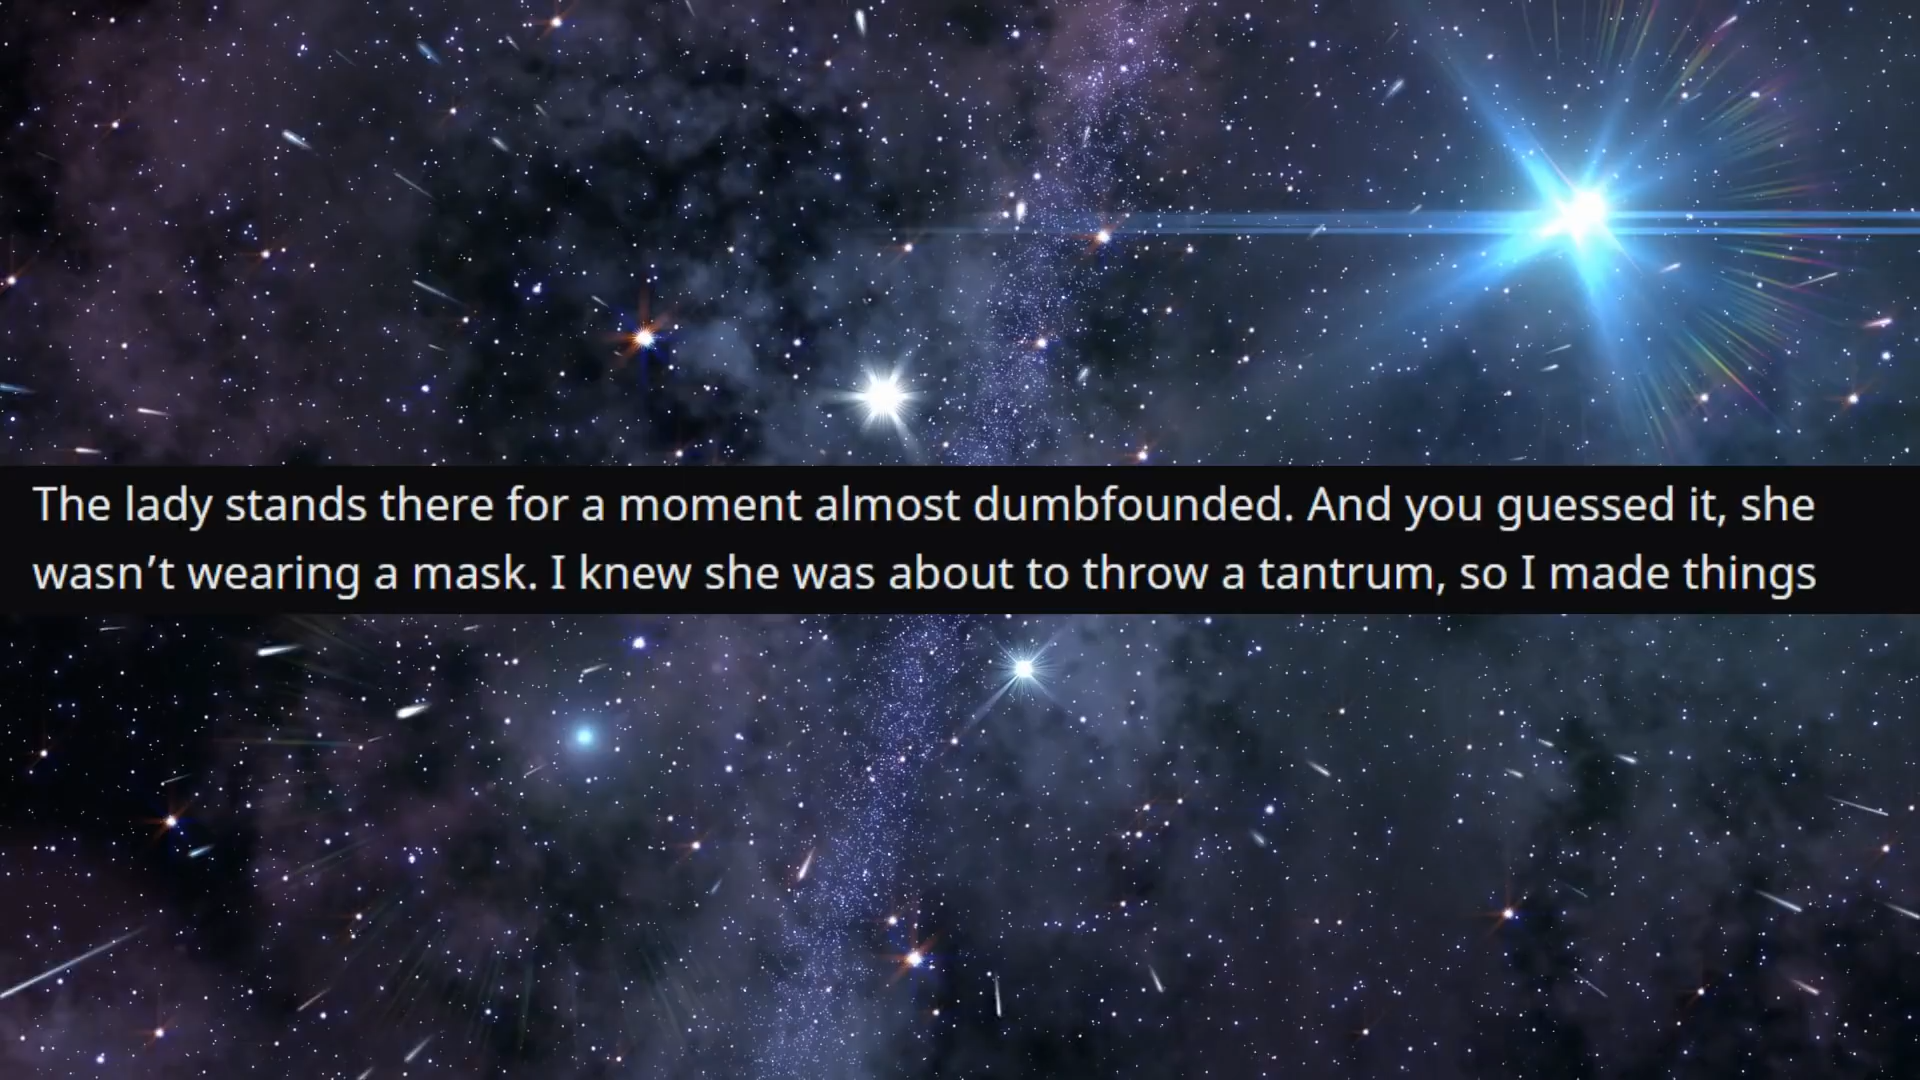 The lady stands there for a moment almost dumbfounded. And you guessed it, she
wasn’t wearing a mask. I knew she was about to throw a tantrum, so I made things